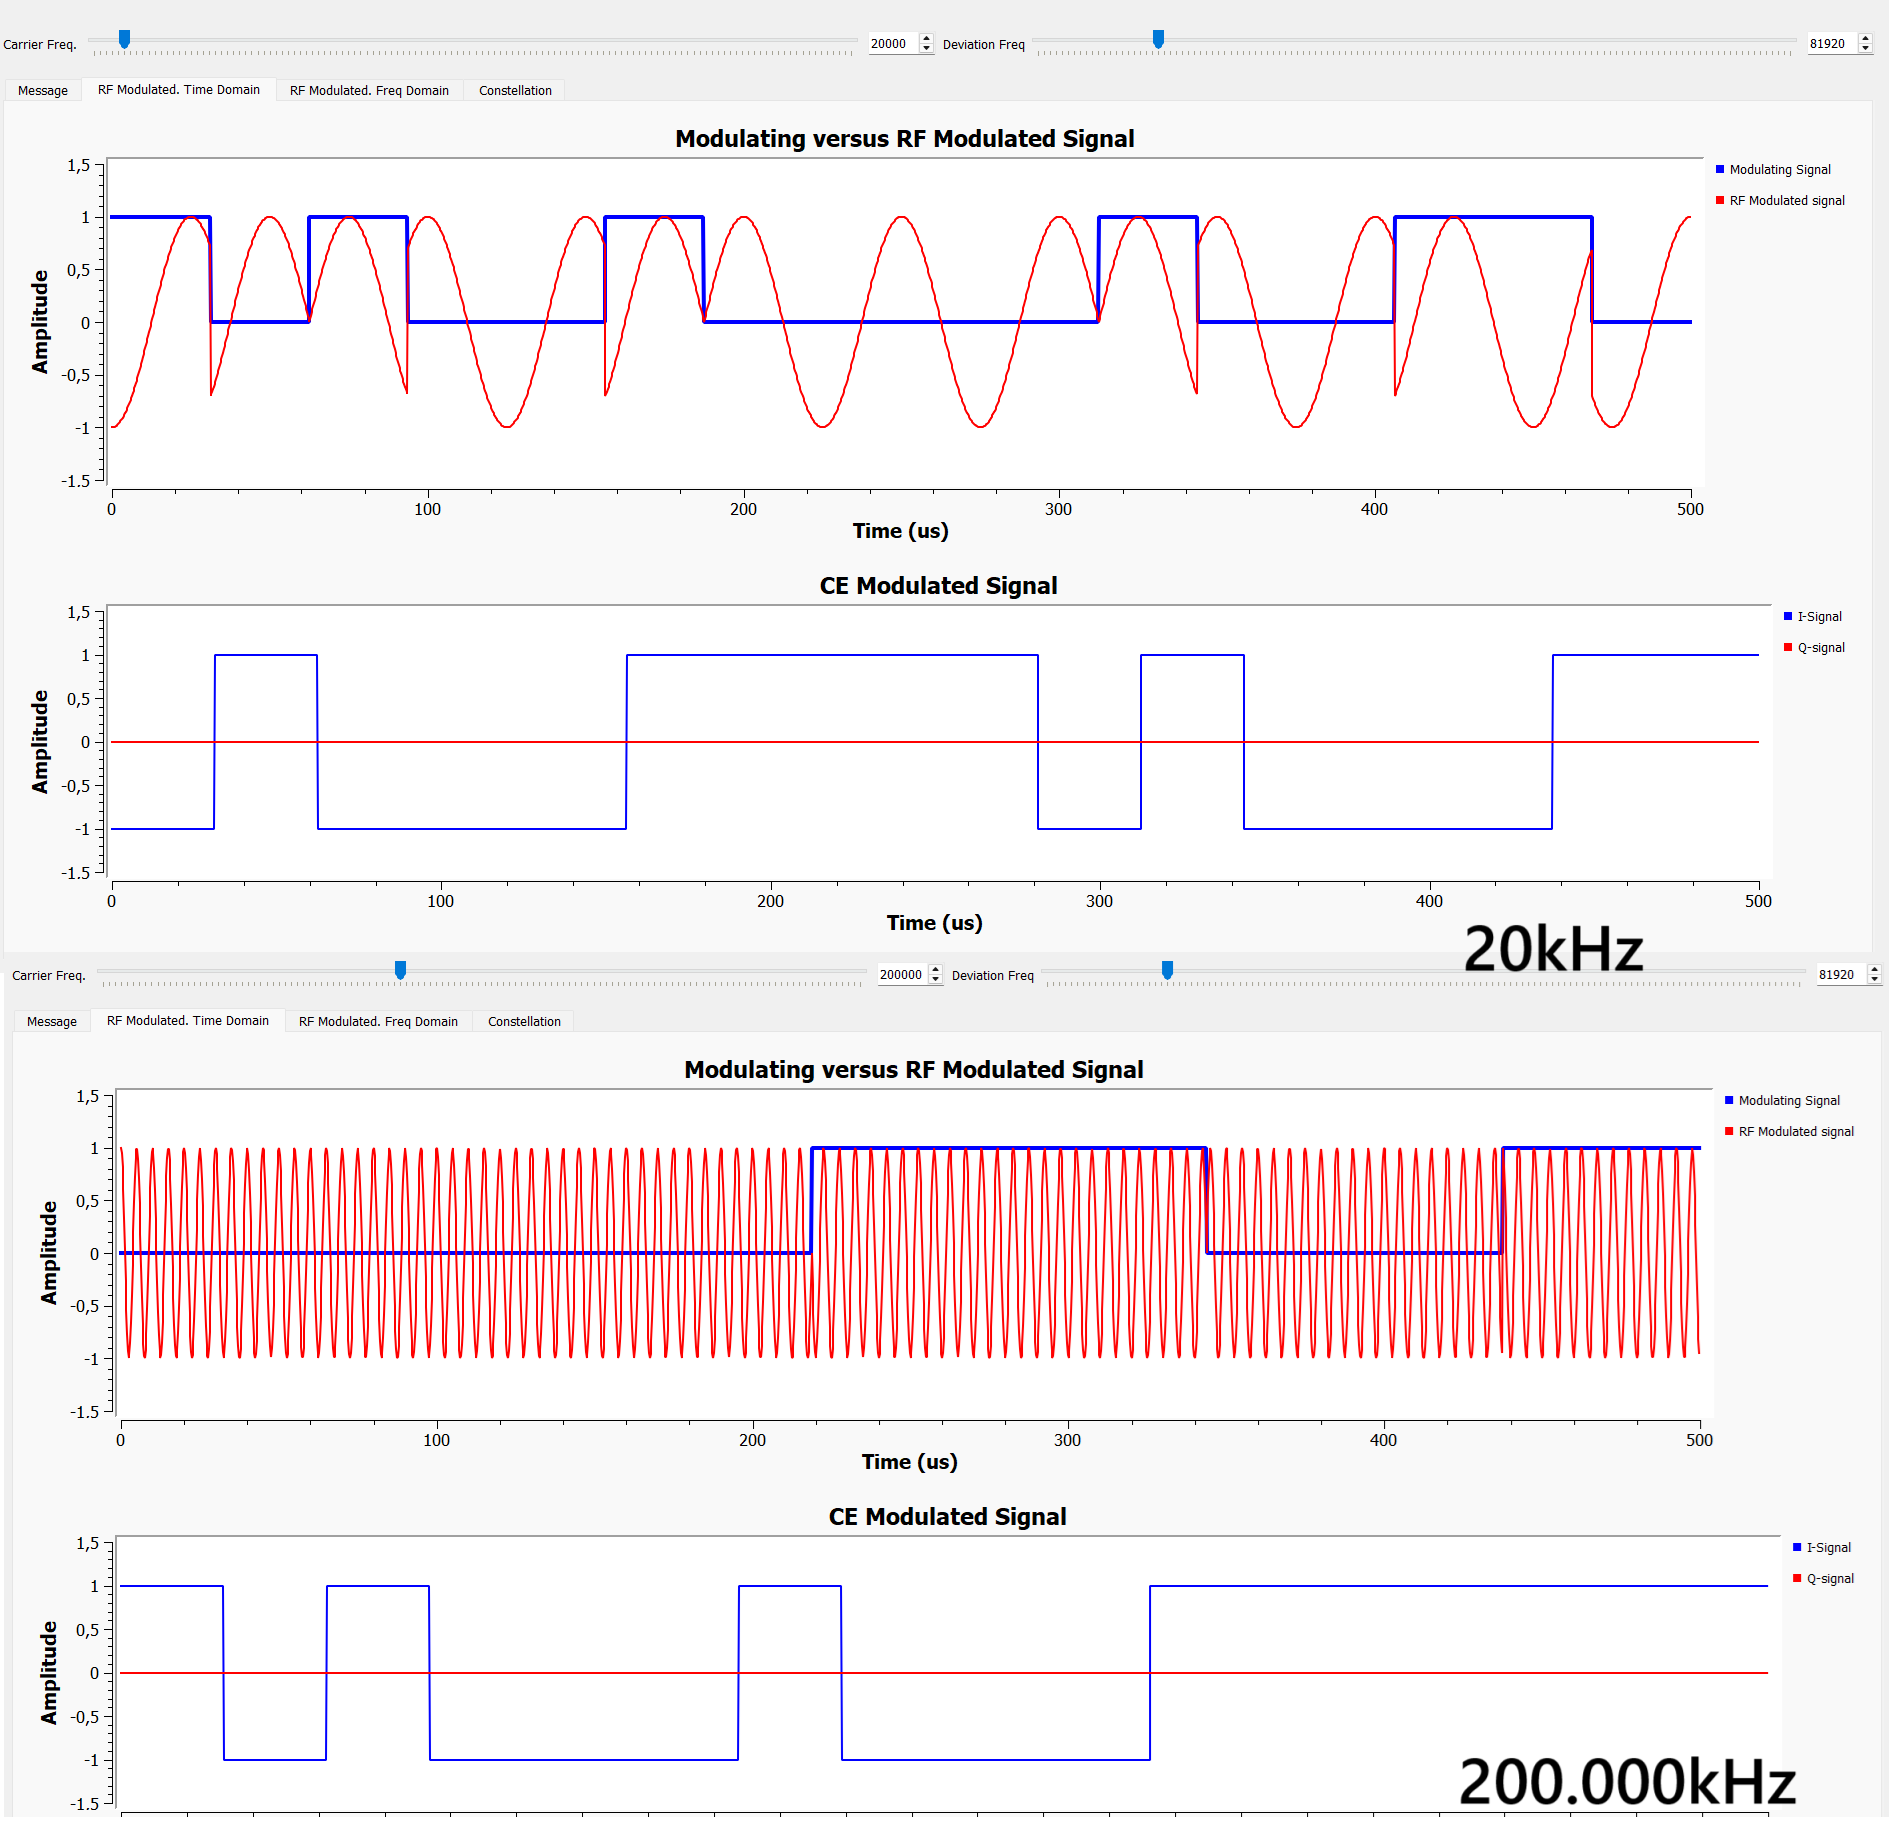 Carrier Freq. 20000 Deviation Freq 81920
Message RF Modulated. Time Domain RF Modulated. Freq Domain Constellation
Modulating versus RF Modulated Signal
1,5
1
0,5
0
-0,5
-1
-1.5
Amplitude
0 100 200 300 400 500
Time (us)
Modulating Signal
RF Modulated signal
CE Modulated Signal
1,5
1
0,5
0
-0,5
-1
-1.5
Amplitude
0 100 200 300 400 500
Time (us)
I-Signal
Q-signal
20kHz
Carrier Freq. 200000 Deviation Freq 81920
Message RF Modulated. Time Domain RF Modulated. Freq Domain Constellation
Modulating versus RF Modulated Signal
1,5
1
0,5
0
-0,5
-1
-1.5
Amplitude
0 100 200 300 400 500
Time (us)
Modulating Signal
RF Modulated signal
CE Modulated Signal
1,5
1
0,5
0
-0,5
-1
-1.5
Amplitude
I-Signal
Q-signal
200.000kHz